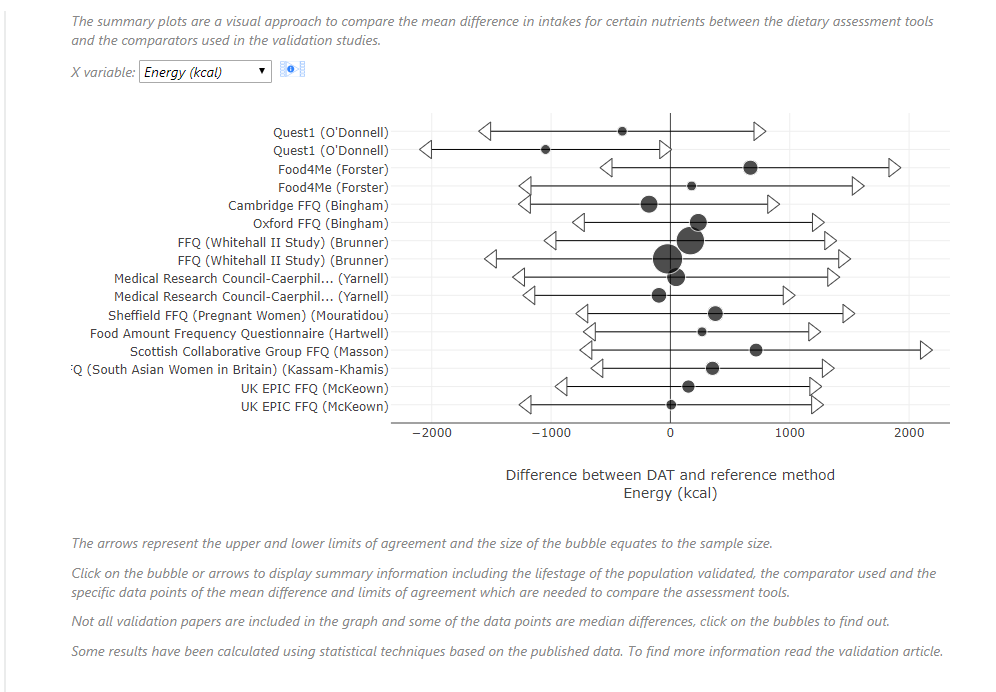 The summary plots are a visual approach to compare the mean difference in intakes for certain nutrients between the dietary assessment tools
and the comparators used in the validation studies.
X variable: Energy (kcal)
Quest1 (O'Donnell)
Quest1 (O'Donnell)
Food4Me (Forster)
Food4Me (Forster)
Cambridge FFQ (Bingham)
Oxford FFQ (Bingham)
FFQ (Whitehall II Study) (Brunner)
FFQ (Whitehall II Study) (Brunner)
Medical Research Council-Caerphil... (Yarnell)
Medical Research Council-Caerphil... (Yarnell)
Sheffield FFQ (Pregnant Women) (Mouratidou)
Food Amount Frequency Questionnaire (Hartwell)
Scottish Collaborative Group FFQ (Masson)
Q (South Asian Women in Britain) (Kassam-Khamis)
UK EPIC FFQ (McKeown)
UK EPIC FFQ (McKeown)
−2000 −1000 0 1000 2000
Difference between DAT and reference method
Energy (kcal)
The arrows represent the upper and lower limits of agreement and the size of the bubble equates to the sample size.
Click on the bubble or arrows to display summary information including the lifestage of the population validated, the comparator used and the
specific data points of the mean difference and limits of agreement which are needed to compare the assessment tools.
Not all validation papers are included in the graph and some of the data points are median differences, click on the bubbles to find out.
Some results have been calculated using statistical techniques based on the published data. To find more information read the validation article.